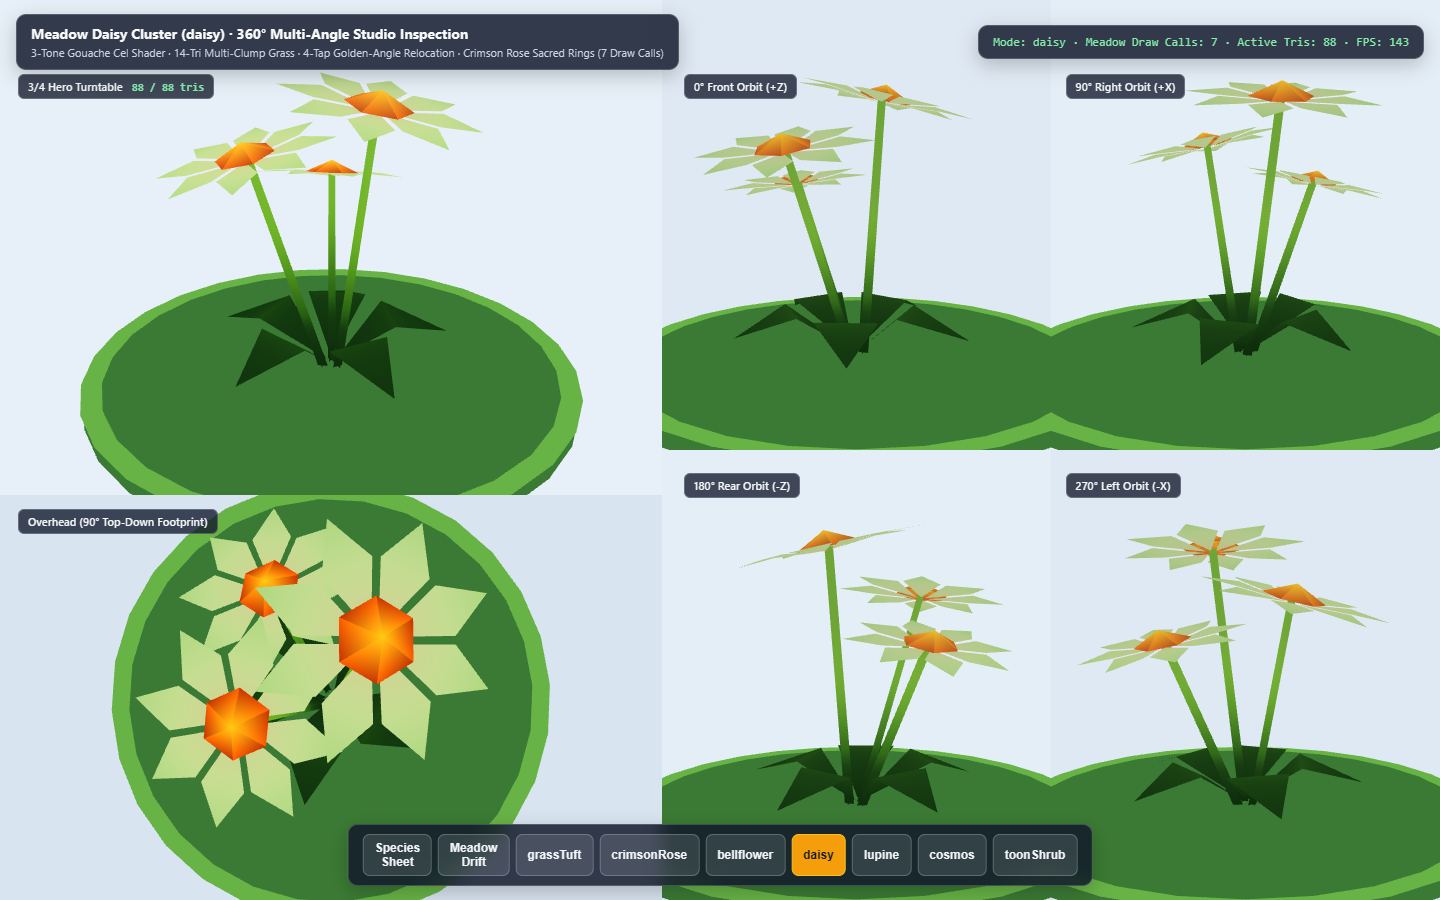 Meadow Daisy Cluster (daisy) · 360° Multi-Angle Studio Inspection
3-Tone Gouache Cel Shader · 14-Tri Multi-Clump Grass · 4-Tap Golden-Angle Relocation · Crimson Rose Sacred Rings (7 Draw Calls)
Mode: daisy · Meadow Draw Calls: 7 · Active Tris: 88 · FPS: 143
3/4 Hero Turntable 88 / 88 tris
0° Front Orbit (+Z)
90° Right Orbit (+X)
180° Rear Orbit (-Z)
270° Left Orbit (-X)
Overhead (90° Top-Down Footprint)
Species
Sheet
Meadow
Drift
grassTuft
crimsonRose
bellflower
daisy
lupine
cosmos
toonShrub